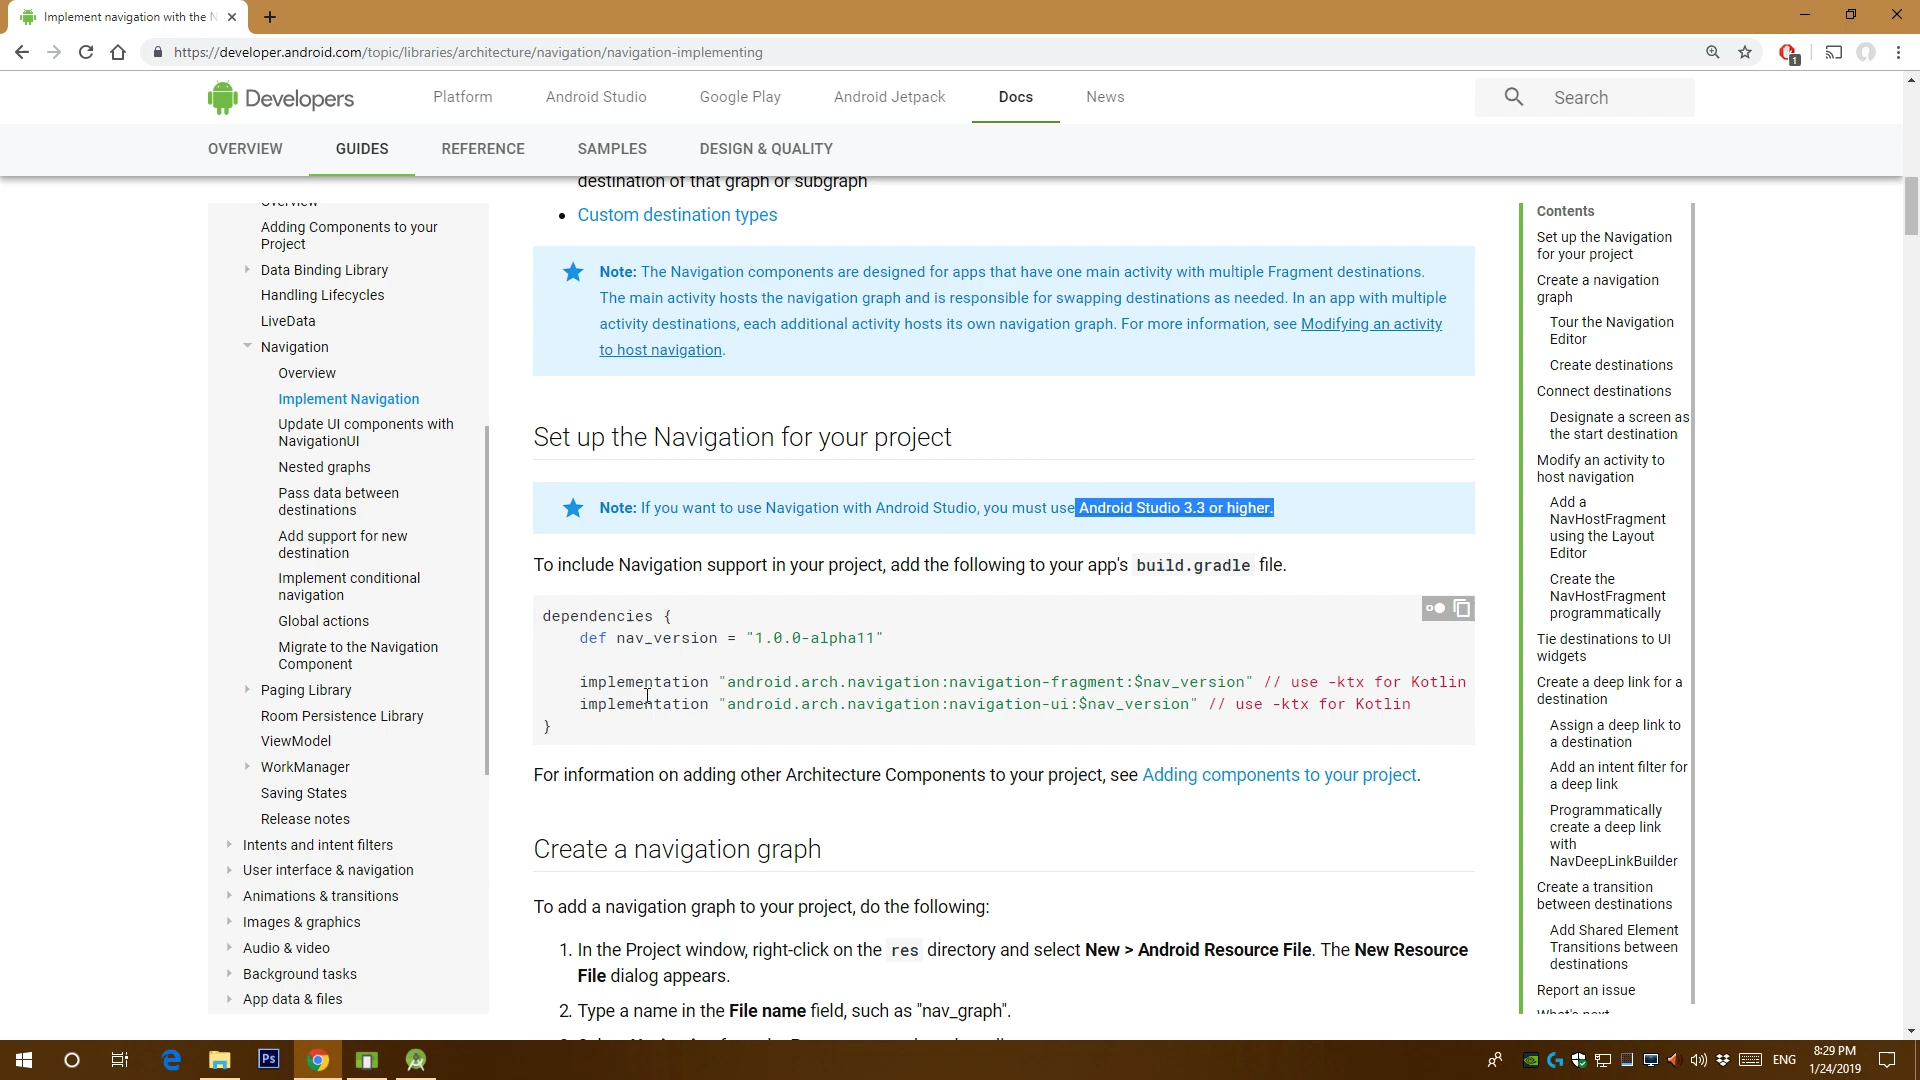 Implement navigation with the N
https://developer.android.com/topic/libraries/architecture/navigation/navigation-implementing
1
Developers
Platform
Android Studio
Google Play
Android Jetpack
Docs
News
Search
OVERVIEW
GUIDES
REFERENCE
SAMPLES
DESIGN & QUALITY
Overview
Adding Components to your
Project
Data Binding Library
Handling Lifecycles
LiveData
Navigation
Overview
Implement Navigation
Update UI components with
NavigationUI
Nested graphs
Pass data between
destinations
Add support for new
destination
Implement conditional
navigation
Global actions
Migrate to the Navigation
Component
Paging Library
Room Persistence Library
ViewModel
WorkManager
Saving States
Release notes
Intents and intent filters
User interface & navigation
Animations & transitions
Images & graphics
Audio & video
Background tasks
App data & files
destination of that graph or subgraph
• Custom destination types
Note: The Navigation components are designed for apps that have one main activity with multiple Fragment destinations.
The main activity hosts the navigation graph and is responsible for swapping destinations as needed. In an app with multiple
activity destinations, each additional activity hosts its own navigation graph. For more information, see Modifying an activity
to host navigation.
Set up the Navigation for your project
Note: If you want to use Navigation with Android Studio, you must use Android Studio 3.3 or higher.
To include Navigation support in your project, add the following to your app's build.gradle file.
dependencies {
def nav_version = "1.0.0-alpha11"
implementation "android.arch.navigation:navigation-fragment:$nav_version" // use -ktx for Kotlin
implementation "android.arch.navigation:navigation-ui:$nav_version" // use -ktx for Kotlin
}
For information on adding other Architecture Components to your project, see Adding components to your project.
Create a navigation graph
To add a navigation graph to your project, do the following:
1. In the Project window, right-click on the res directory and select New > Android Resource File. The New Resource
File dialog appears.
2. Type a name in the File name field, such as "nav_graph".
Contents
Set up the Navigation
for your project
Create a navigation
graph
Tour the Navigation
Editor
Create destinations
Connect destinations
Designate a screen as
the start destination
Modify an activity to
host navigation
Add a
NavHostFragment
using the Layout
Editor
Create the
NavHostFragment
programmatically
Tie destinations to UI
widgets
Create a deep link for a
destination
Assign a deep link to
a destination
Add an intent filter for
a deep link
Programmatically
create a deep link
with
NavDeepLinkBuilder
Create a transition
between destinations
Add Shared Element
Transitions between
destinations
Report an issue
What's next
Ps
ENG
8:29 PM
1/24/2019